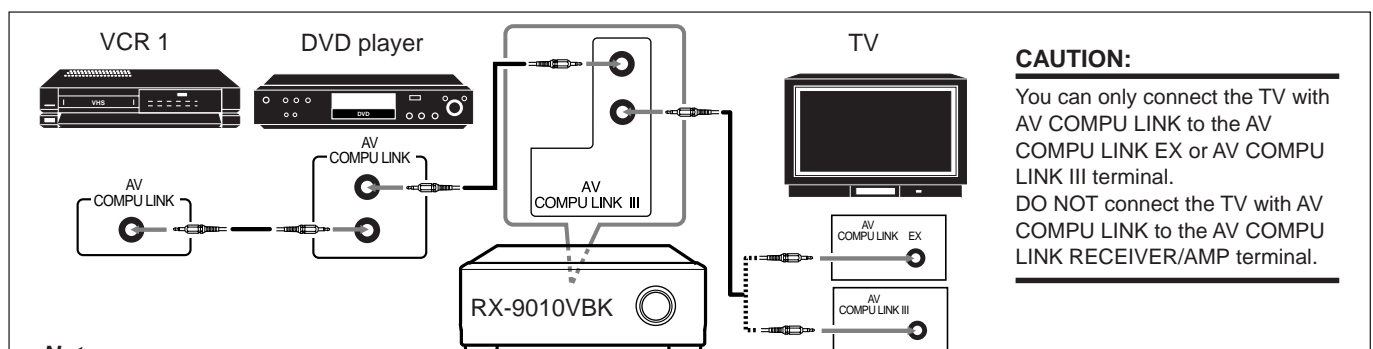 VCR 1
DVD player
TV
VHS
DVD
AV
COMPU LINK
AV
COMPU LINK
AV
COMPU LINK III
RX-9010VBK
AV
COMPU LINK EX
AV
COMPU LINK III
CAUTION:
You can only connect the TV with
AV COMPU LINK to the AV
COMPU LINK EX or AV COMPU
LINK III terminal.
DO NOT connect the TV with AV
COMPU LINK to the AV COMPU
LINK RECEIVER/AMP terminal.